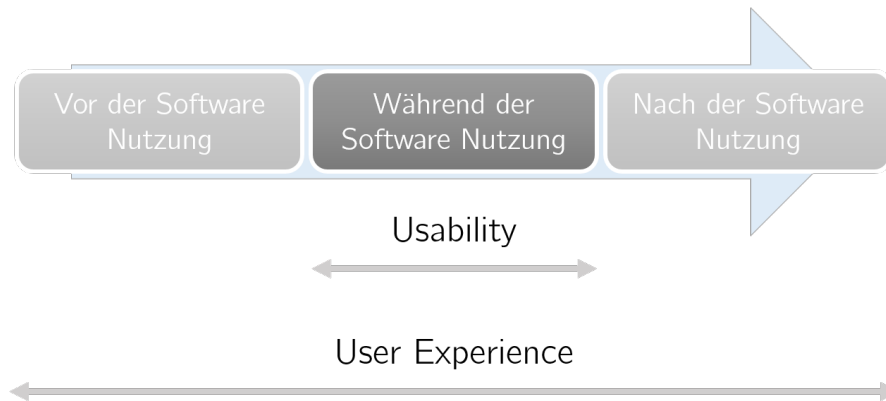 Vor der Software
Nutzung
Während der
Software Nutzung
Nach der Software
Nutzung
Usability
User Experience